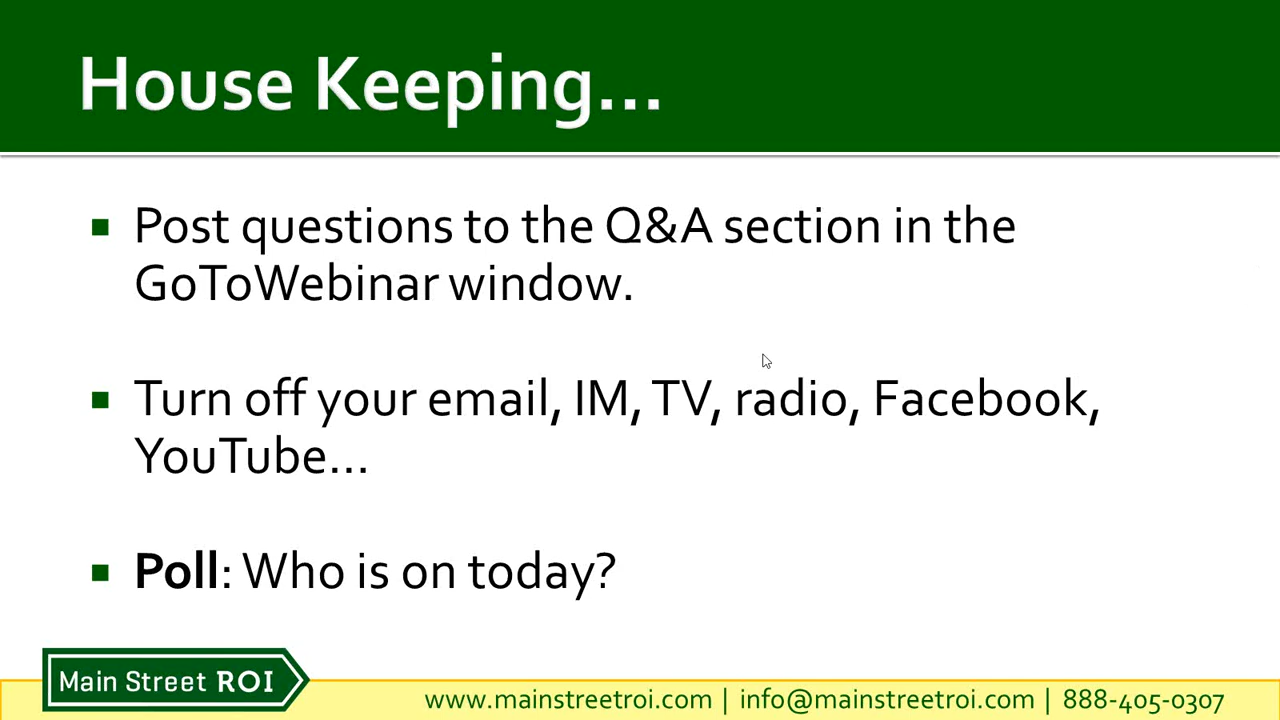 House Keeping...
Post questions to the Q&A section in the
GoToWebinar window.
Turn off your email, IM, TV, radio, Facebook,
YouTube...
Poll: Who is on today?
Main Street ROI
www.mainstreetroi.com | info@mainstreetroi.com | 888-405-0307